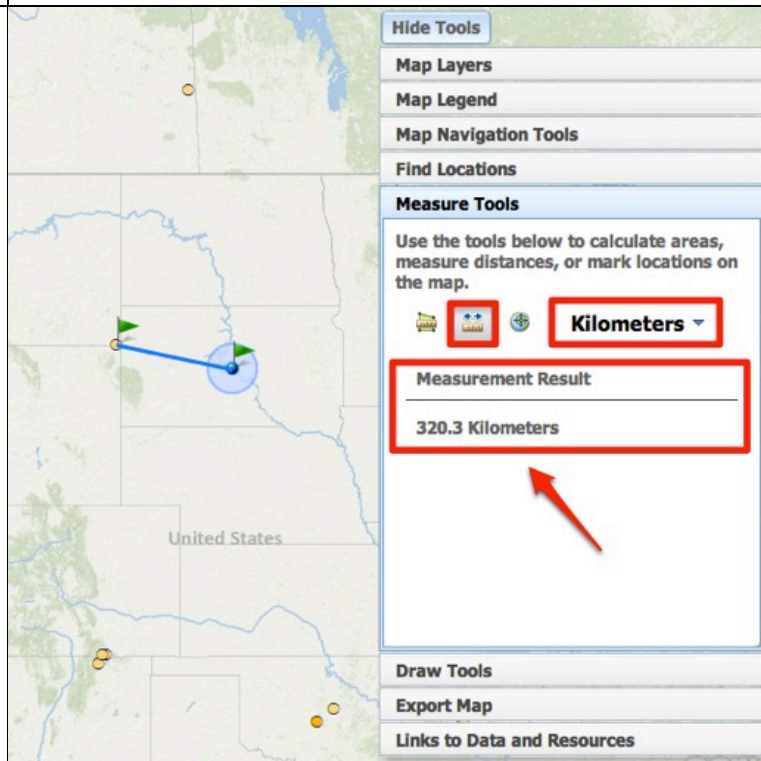 Hide Tools
Map Layers
Map Legend
Map Navigation Tools
Find Locations
Measure Tools
Use the tools below to calculate areas,
measure distances, or mark locations on
the map.
Kilometers
Measurement Result
320.3 Kilometers
United States
Draw Tools
Export Map
Links to Data and Resources